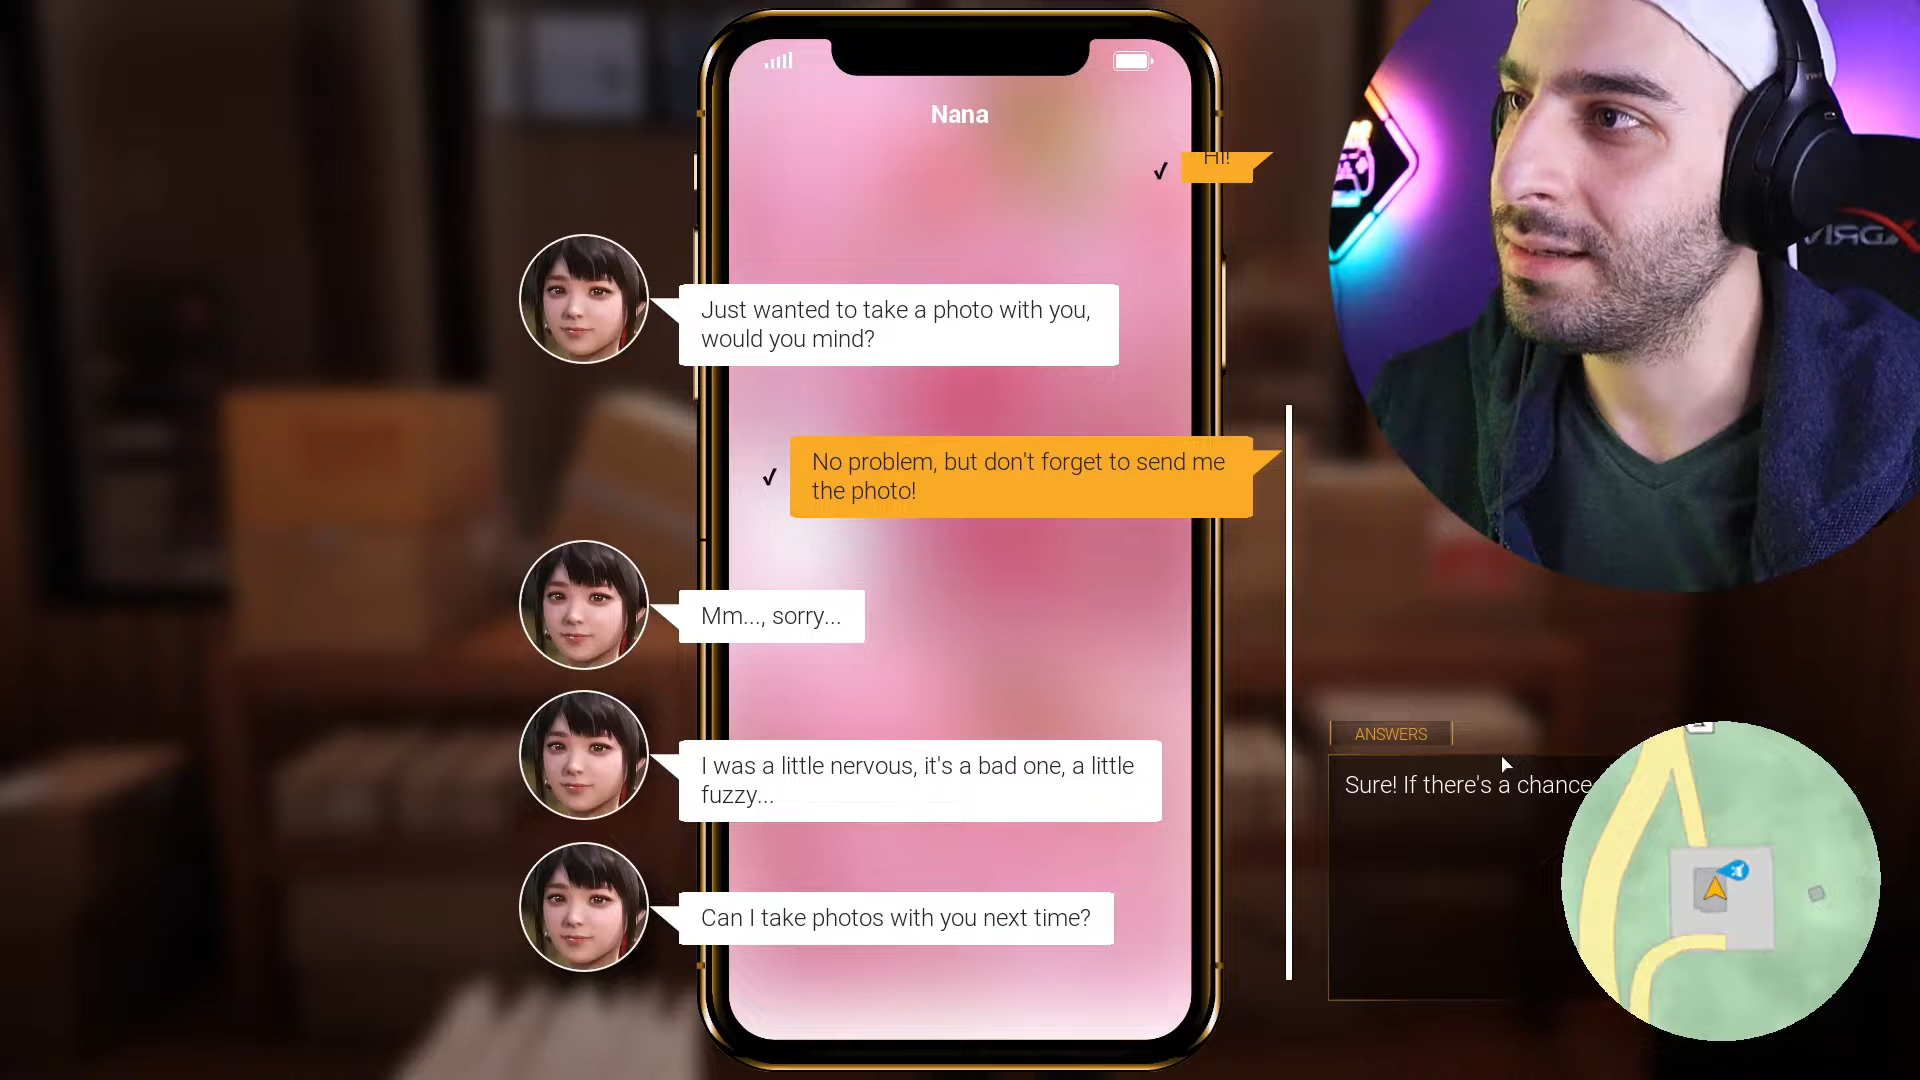 Nana
Hi!
Just wanted to take a photo with you,
would you mind?
No problem, but don't forget to send me
the photo!
Mm..., sorry...
I was a little nervous, it's a bad one, a little
fuzzy...
Can I take photos with you next time?
ANSWERS
Sure! If there's a chance